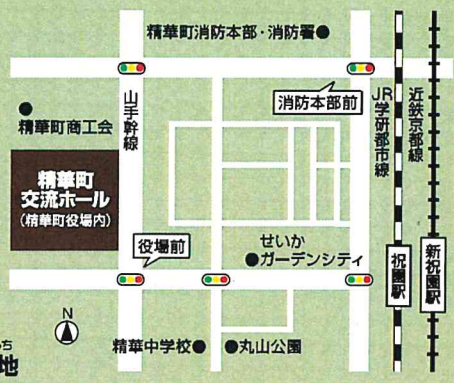 精華町消防本部・消防署
消防本部前
山手幹線
JR学研都市線
近鉄京都線
精華町商工会
精華町
交流ホール
(精華町役場内)
役場前
せいか
ガーデンシティ
祝園駅
新祝園駅
N
精華中学校
丸山公園
ち
地